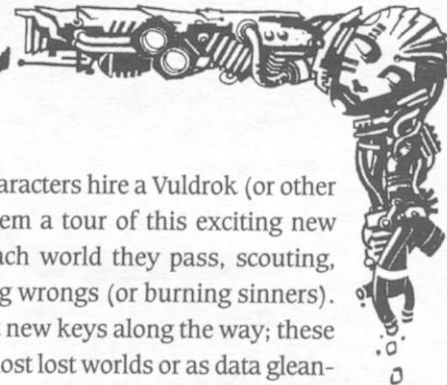 aracters hire a Vuldrok (or other
em a tour of this exciting new
ach world they pass, scouting,
g wrongs (or burning sinners).
t new keys along the way; these
nost lost worlds or as data glean-